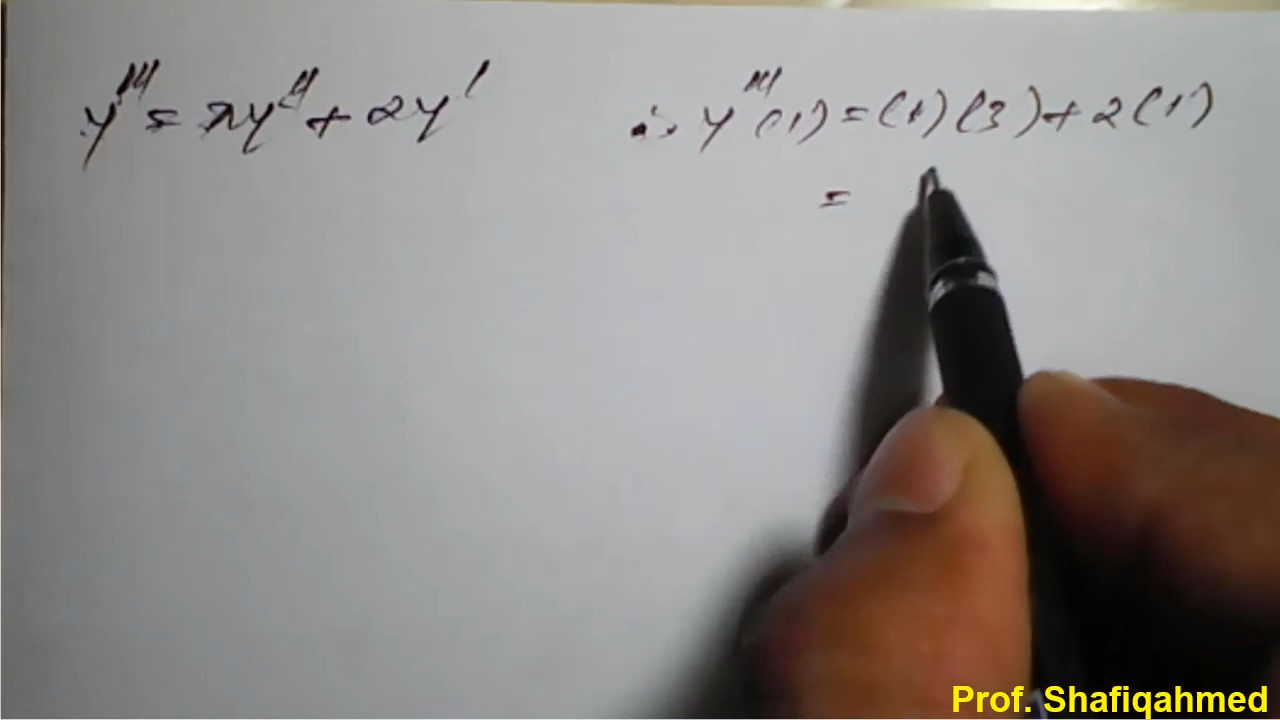 y''' = xy'' + 2y'
∴ y'''(1) = (1)(3) + 2(1)
=
Prof. Shafiqahmed